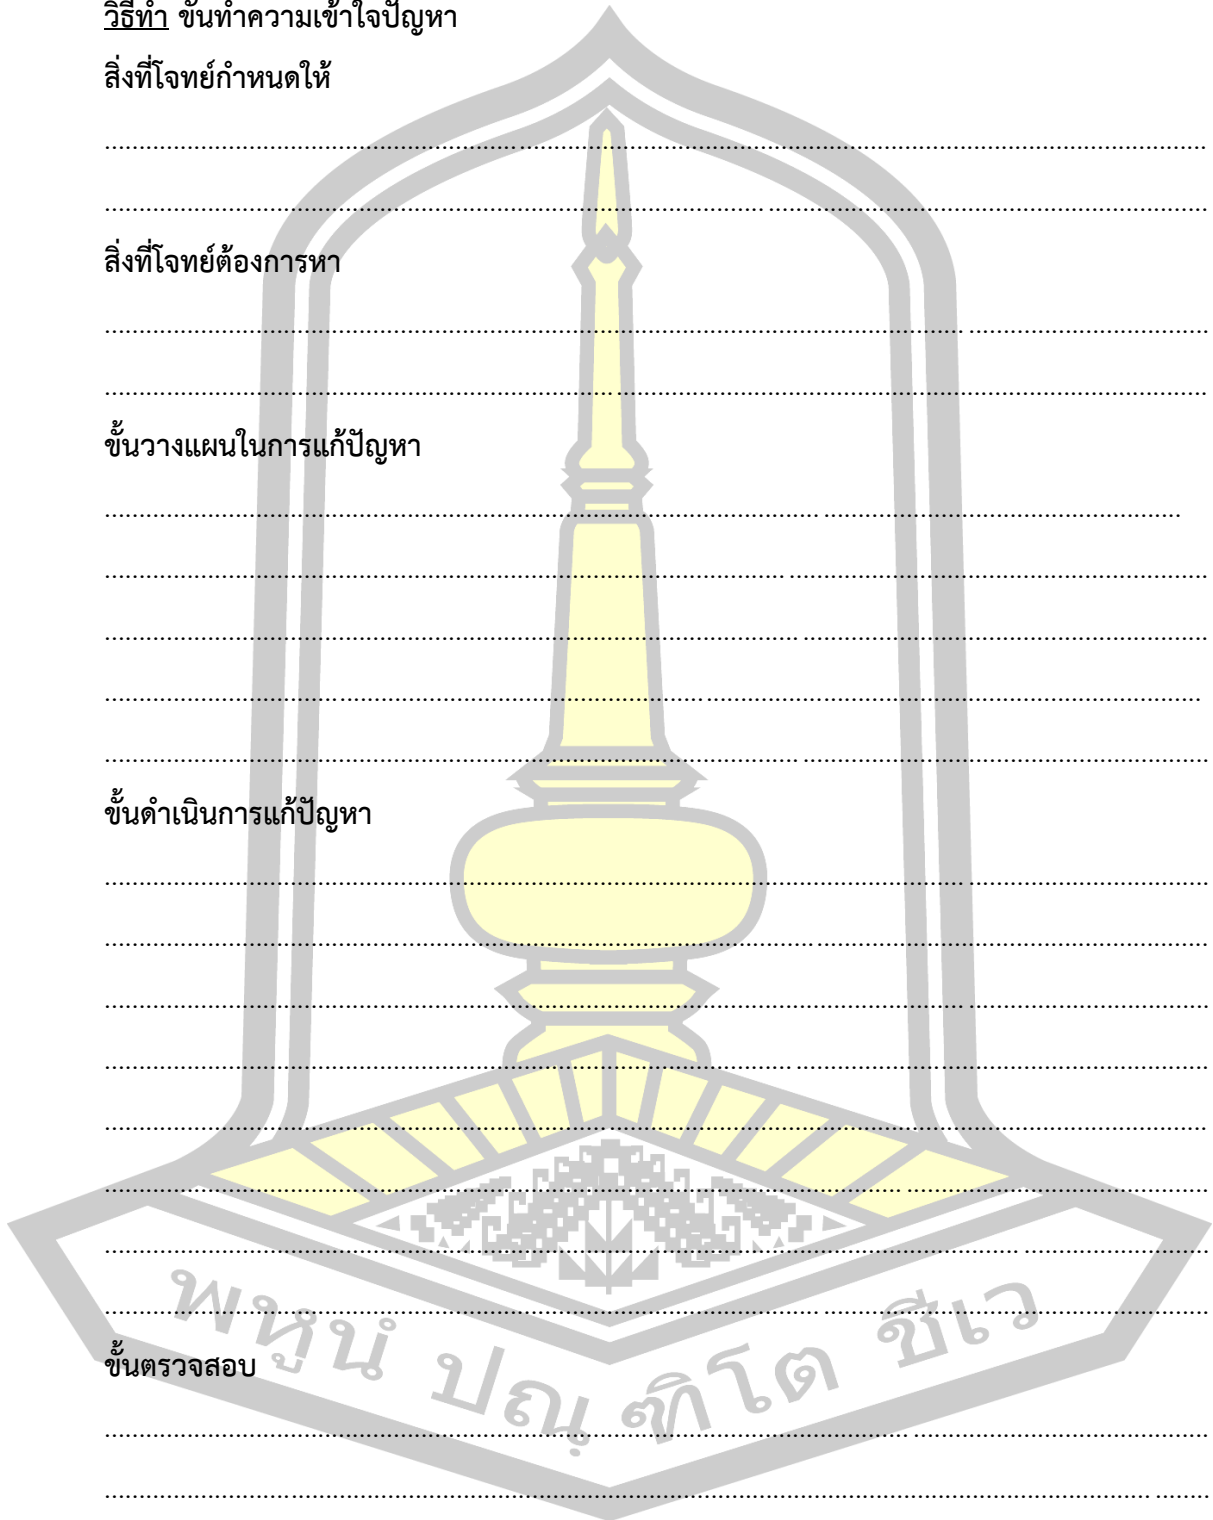 วิธีทำ ขั้นทำความเข้าใจปัญหา
สิ่งที่โจทย์กำหนดให้
สิ่งที่โจทย์ต้องการหา
ขั้นวางแผนในการแก้ปัญหา
ขั้นดำเนินการแก้ปัญหา
พหูนํ ปณฺฑิโต ชีเว
ขั้นตรวจสอบ